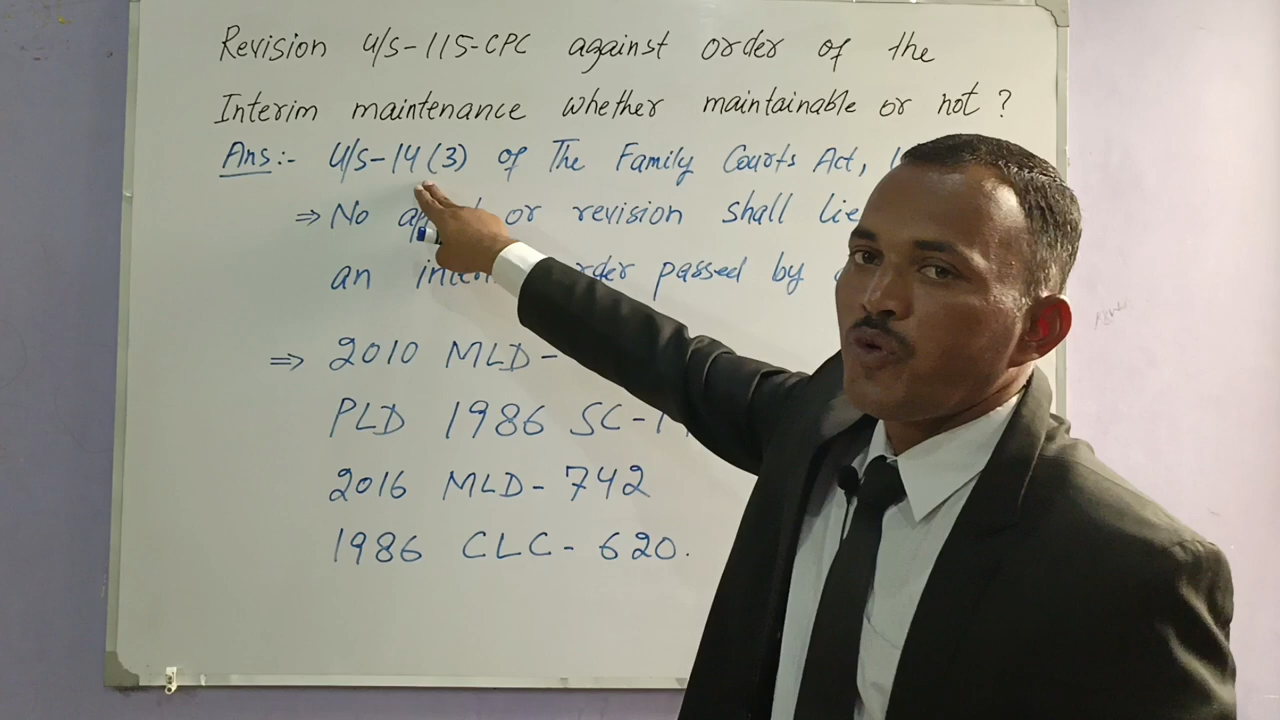 Revision U/S-115-CPC against order of the
Interim maintenance whether maintainable or not ?
Ans:- U/S-14(3) of The Family Courts Act,
⇒ No or revision shall lie
an passed by
⇒ 2010 MLD-
PLD 1986 SC-
2016 MLD- 742
1986 CLC- 620.